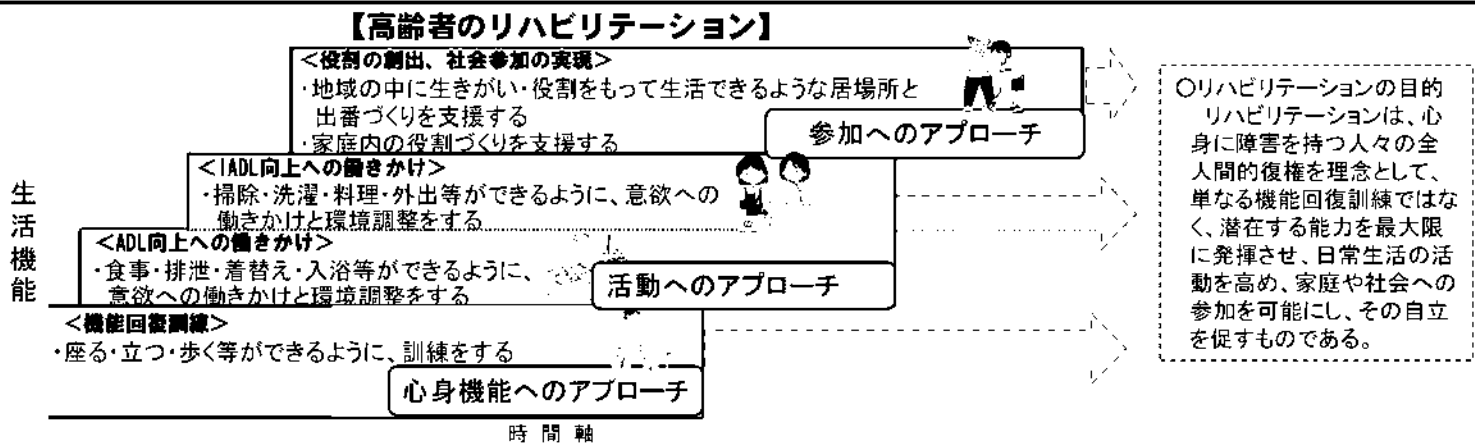 【高齢者のリハビリテーション】
＜役割の創出、社会参加の実現＞
・地域の中に生きがい・役割をもって生活できるような居場所と
出番づくりを支援する
・家庭内の役割づくりを支援する
参加へのアプローチ
＜IADL向上への働きかけ＞
・掃除・洗濯・料理・外出等ができるように、意欲への
働きかけと環境調整をする
＜ADL向上への働きかけ＞
・食事・排泄・着替え・入浴等ができるように、
意欲への働きかけと環境調整をする
活動へのアプローチ
＜機能回復訓練＞
・座る・立つ・歩く等ができるように、訓練をする
心身機能へのアプローチ
生活機能
時間軸
○リハビリテーションの目的
リハビリテーションは、心
身に障害を持つ人々の全
人間的復権を理念として、
単なる機能回復訓練ではな
く、潜在する能力を最大限
に発揮させ、日常生活の活
動を高め、家庭や社会への
参加を可能にし、その自立
を促すものである。